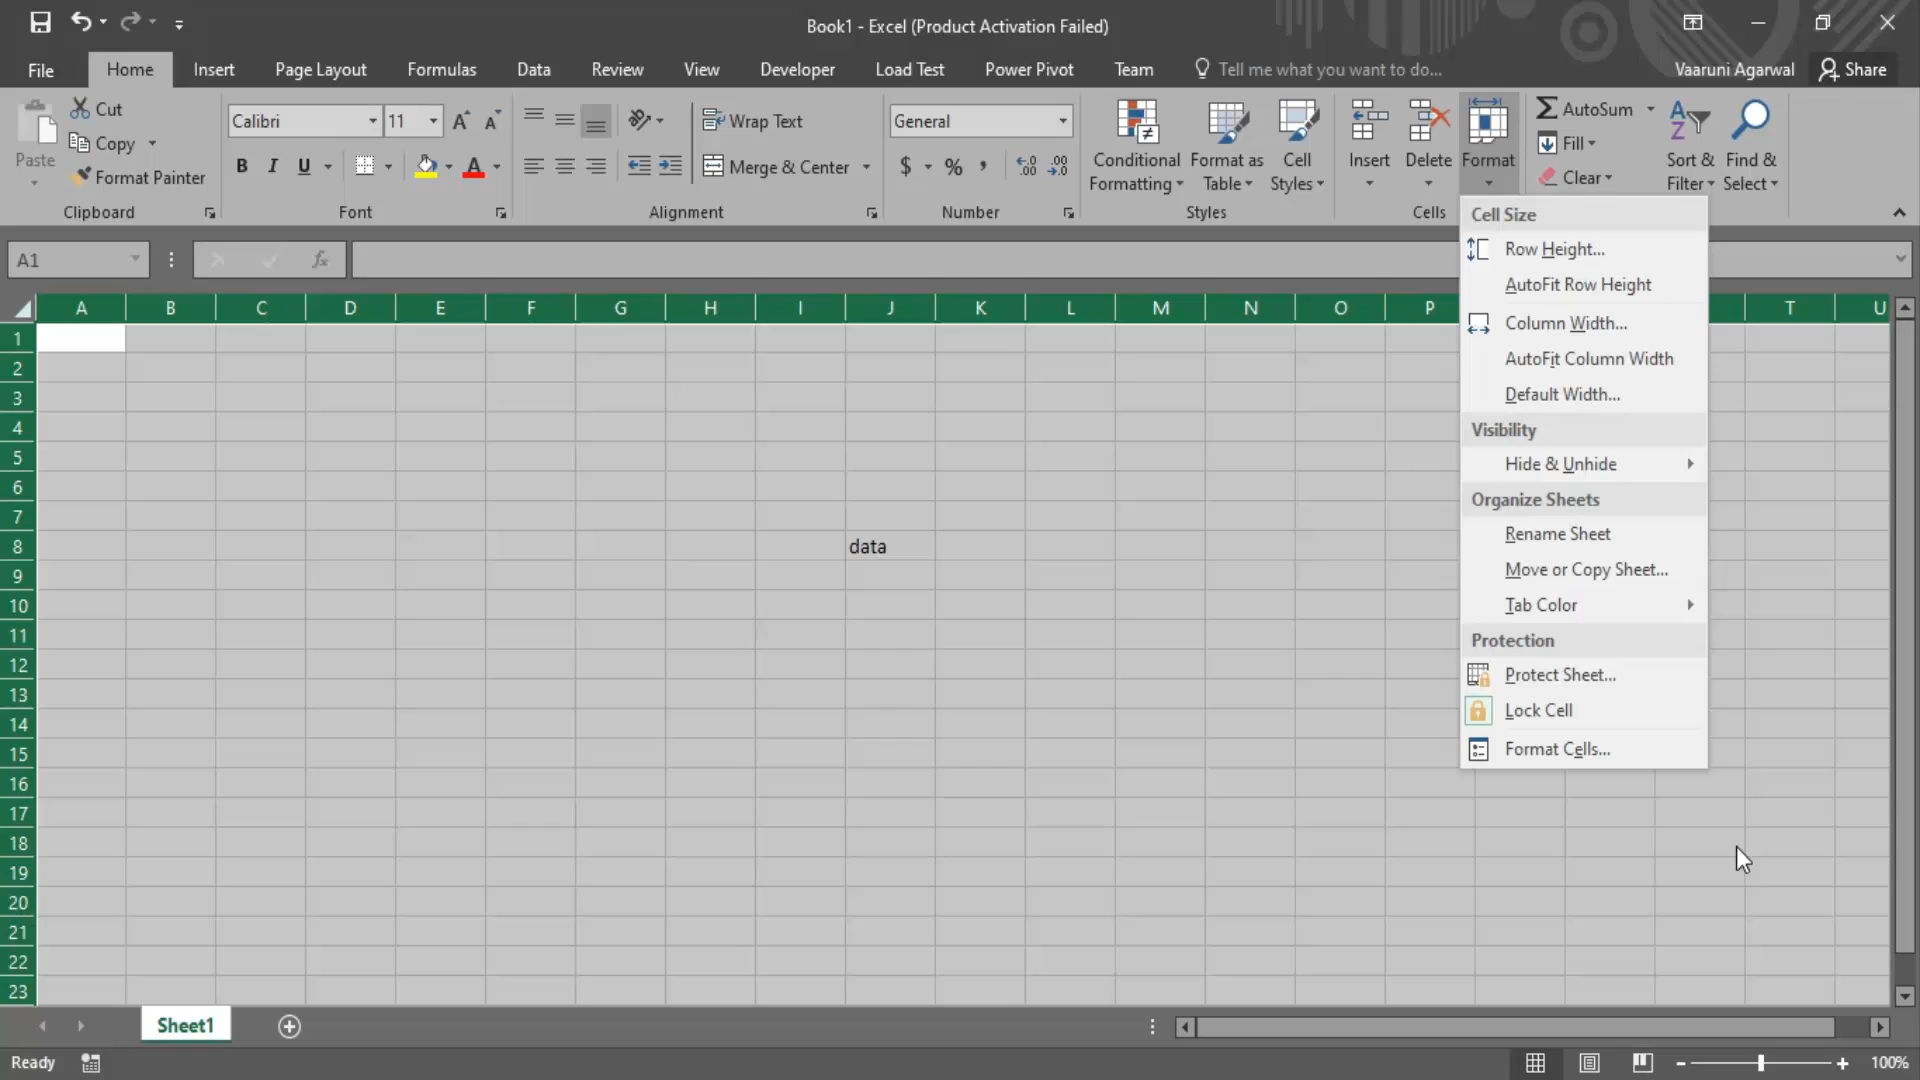 Book1 - Excel (Product Activation Failed)
File Home Insert Page Layout Formulas Data Review View Developer Load Test Power Pivot Team Tell me what you want to do... Vaaruni Agarwal Share
Paste
Cut
Copy
Format Painter
Clipboard
Calibri 11
B I U A
Font
Wrap Text
Merge & Center
Alignment
General
$ % ,
Number
Conditional Formatting
Format as Table
Cell Styles
Styles
Insert
Delete
Format
Cells
AutoSum
Fill
Clear
Sort & Filter
Find & Select
A1 fx
Cell Size
Row Height...
AutoFit Row Height
Column Width...
AutoFit Column Width
Default Width...
Visibility
Hide & Unhide
Organize Sheets
Rename Sheet
Move or Copy Sheet...
Tab Color
Protection
Protect Sheet...
Lock Cell
Format Cells...
A B C D E F G H I J K L M N O P T U
1
2
3
4
5
6
7
8 data
9
10
11
12
13
14
15
16
17
18
19
20
21
22
23
Sheet1
Ready 100%